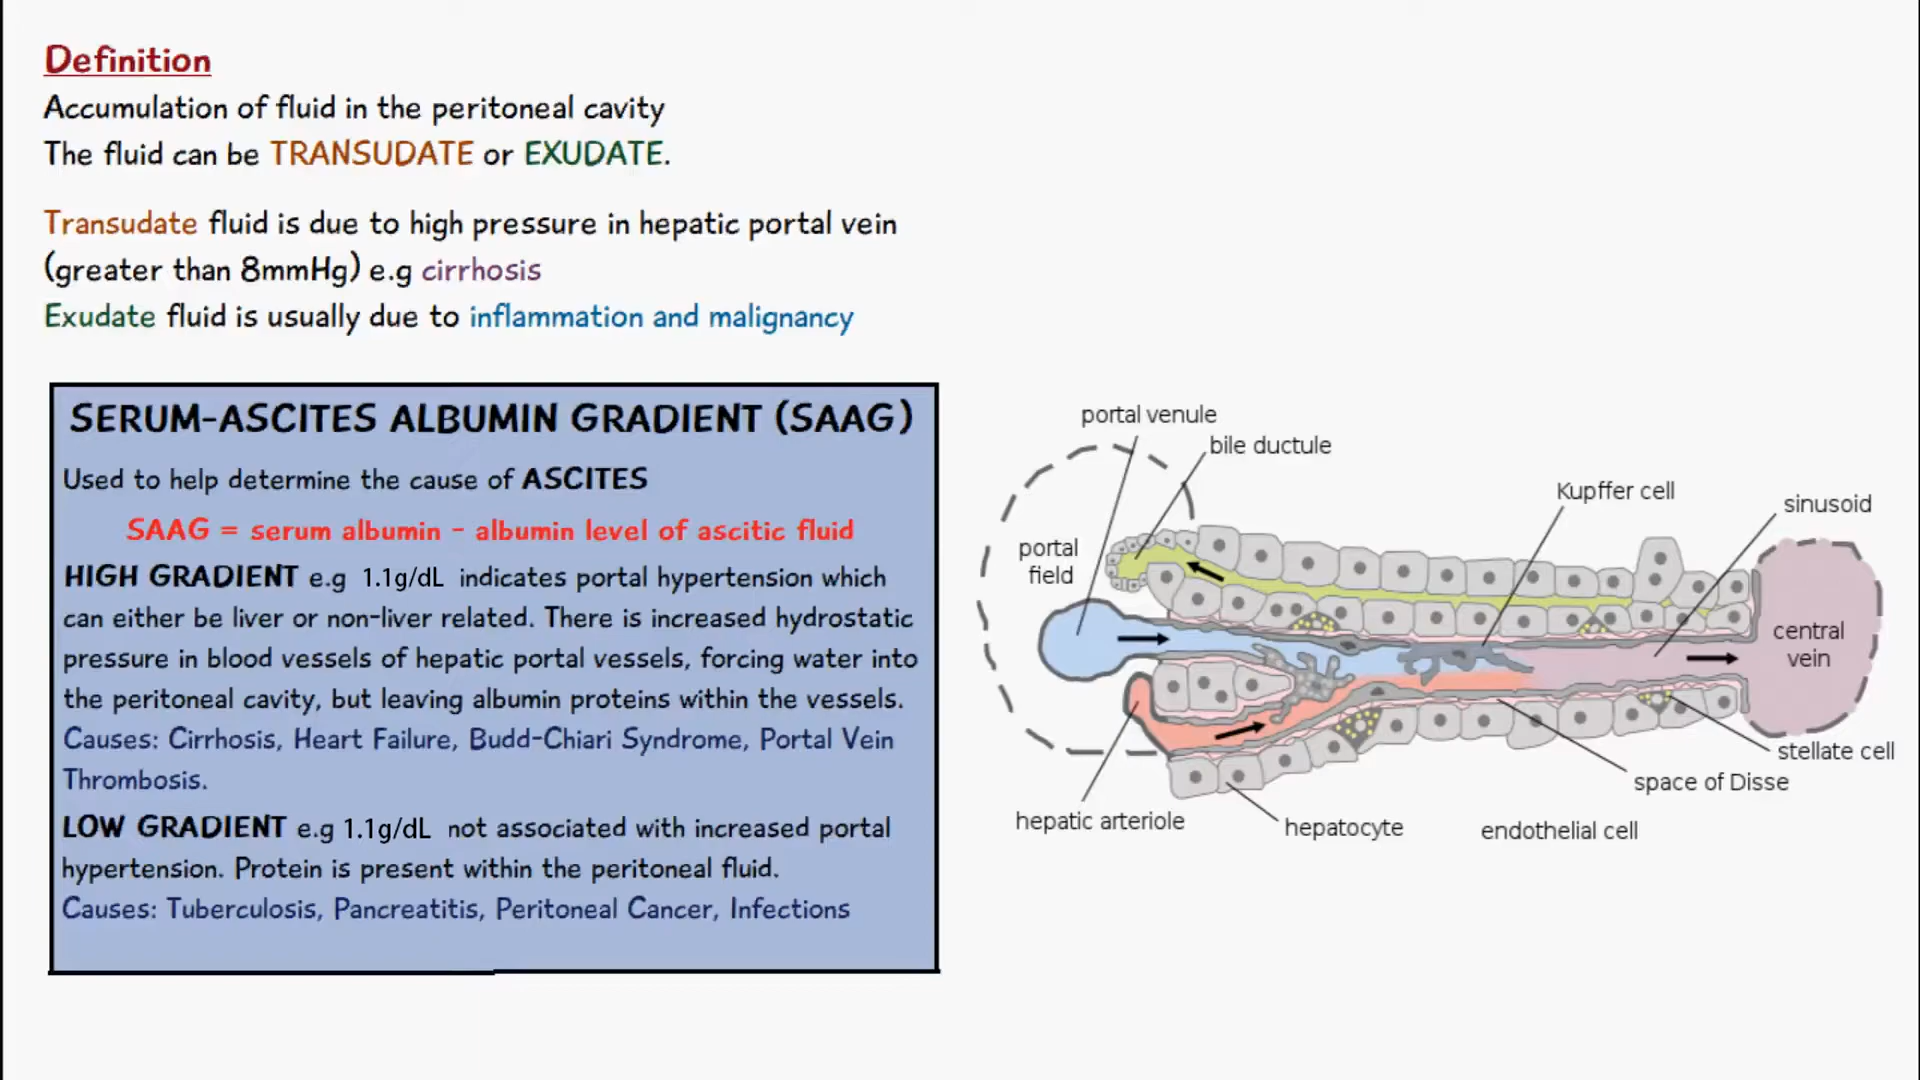 Definition
Accumulation of fluid in the peritoneal cavity
The fluid can be TRANSUDATE or EXUDATE.
Transudate fluid is due to high pressure in hepatic portal vein
(greater than 8mmHg) e.g cirrhosis
Exudate fluid is usually due to inflammation and malignancy
SERUM-ASCITES ALBUMIN GRADIENT (SAAG)
Used to help determine the cause of ASCITES
SAAG = serum albumin - albumin level of ascitic fluid
HIGH GRADIENT e.g 1.1g/dL indicates portal hypertension which
can either be liver or non-liver related. There is increased hydrostatic
pressure in blood vessels of hepatic portal vessels, forcing water into
the peritoneal cavity, but leaving albumin proteins within the vessels.
Causes: Cirrhosis, Heart Failure, Budd-Chiari Syndrome, Portal Vein
Thrombosis.
LOW GRADIENT e.g 1.1g/dL not associated with increased portal
hypertension. Protein is present within the peritoneal fluid.
Causes: Tuberculosis, Pancreatitis, Peritoneal Cancer, Infections
portal venule
bile ductule
Kupffer cell
sinusoid
portal
field
central
vein
stellate cell
space of Disse
hepatic arteriole
hepatocyte
endothelial cell